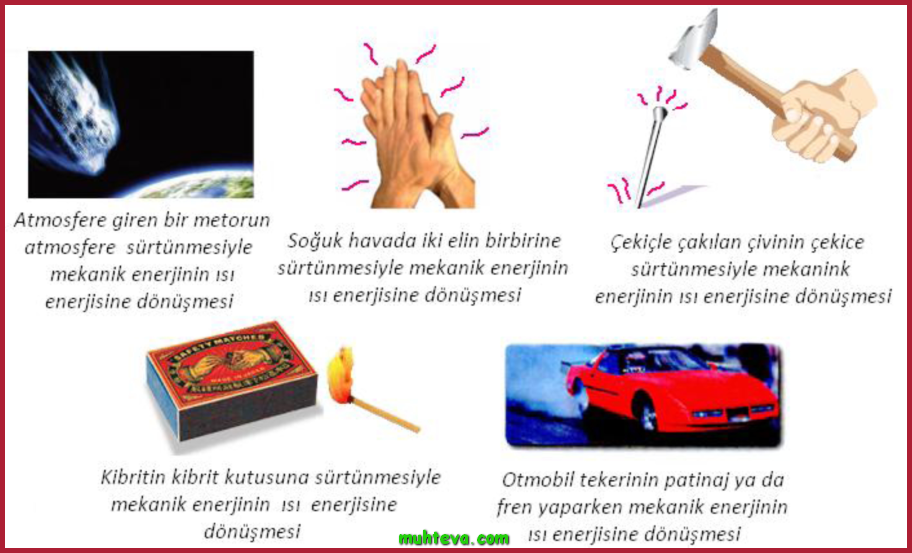 Atmosfere giren bir metorun
atmosfere sürtünmesiyle
mekanik enerjinin ısı
enerjisine dönüşmesi
Soğuk havada iki elin birbirine
sürtünmesiyle mekanik enerjinin
ısı enerjisine dönüşmesi
Çekiçle çakılan çivinin çekice
sürtünmesiyle mekanink
enerjinin ısı enerjisine dönüşmesi
SAFETY MATCHES
MADE IN JAPAN
Kibritin kibrit kutusuna sürtünmesiyle
mekanik enerjinin ısı enerjisine
dönüşmesi
Otmobil tekerinin patinaj ya da
fren yaparken mekanik enerjinin
ısı enerjisine dönüşmesi
muhteva.com